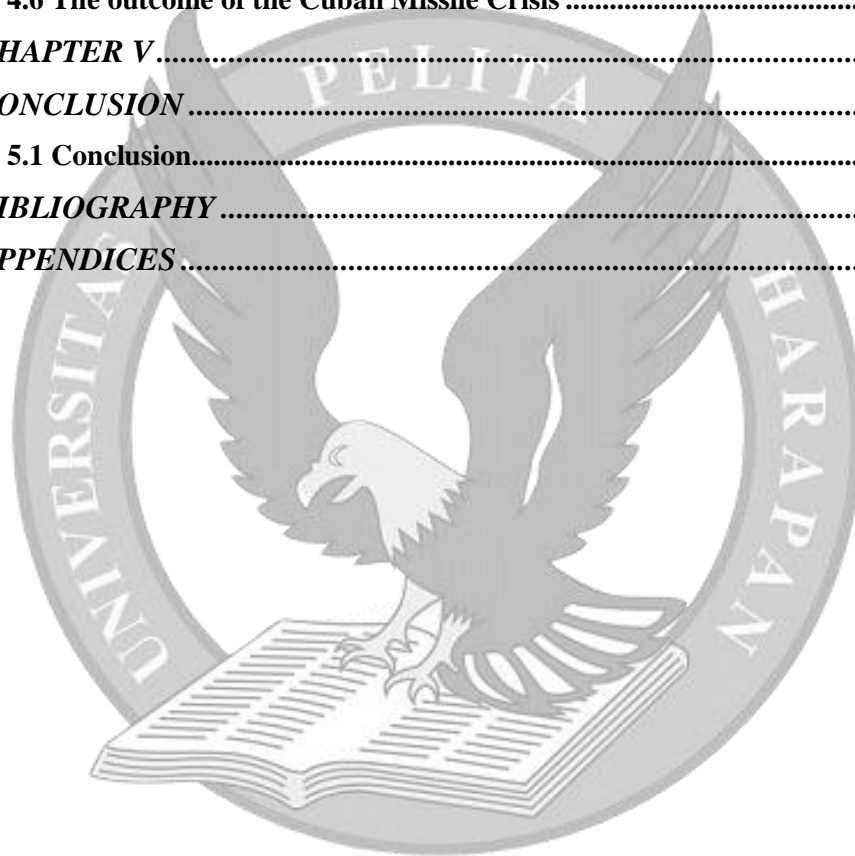 4.6 The outcome of the Cuban Missile Crisis ........................................................
HAPTER V ........................................................................................................................
ONCLUSION ....................................................................................................................
5.1 Conclusion....................................................................................................................
IBLIOGRAPHY ................................................................................................................
PPENDICES ......................................................................................................................
UNIVERSITAS PELITA HARAPAN